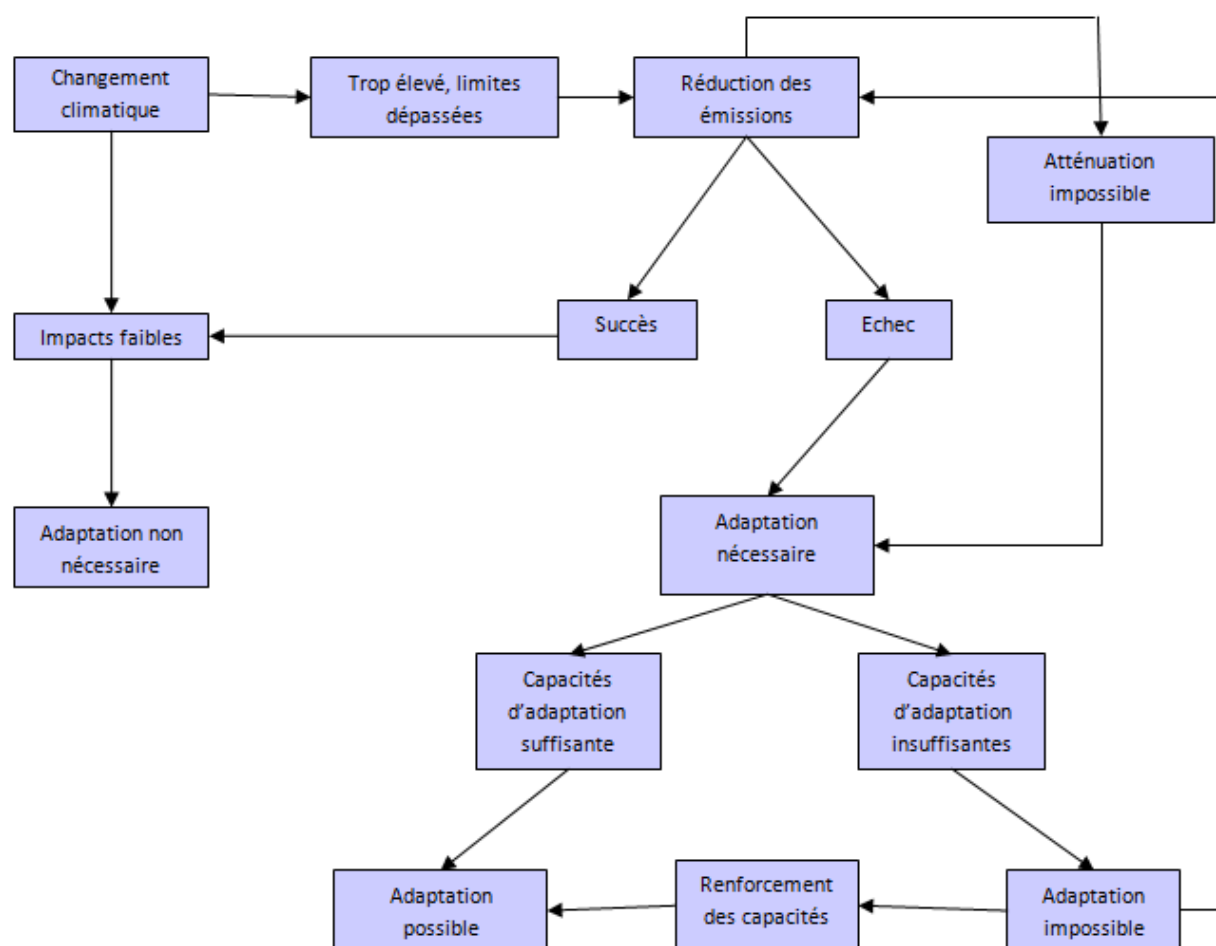 Changement
climatique
Trop élevé, limites
dépassées
Réduction des
émissions
Atténuation
impossible
Impacts faibles
Succès
Echec
Adaptation non
nécessaire
Adaptation
nécessaire
Capacités
d’adaptation
suffisante
Capacités
d’adaptation
insuffisantes
Adaptation
possible
Renforcement
des capacités
Adaptation
impossible